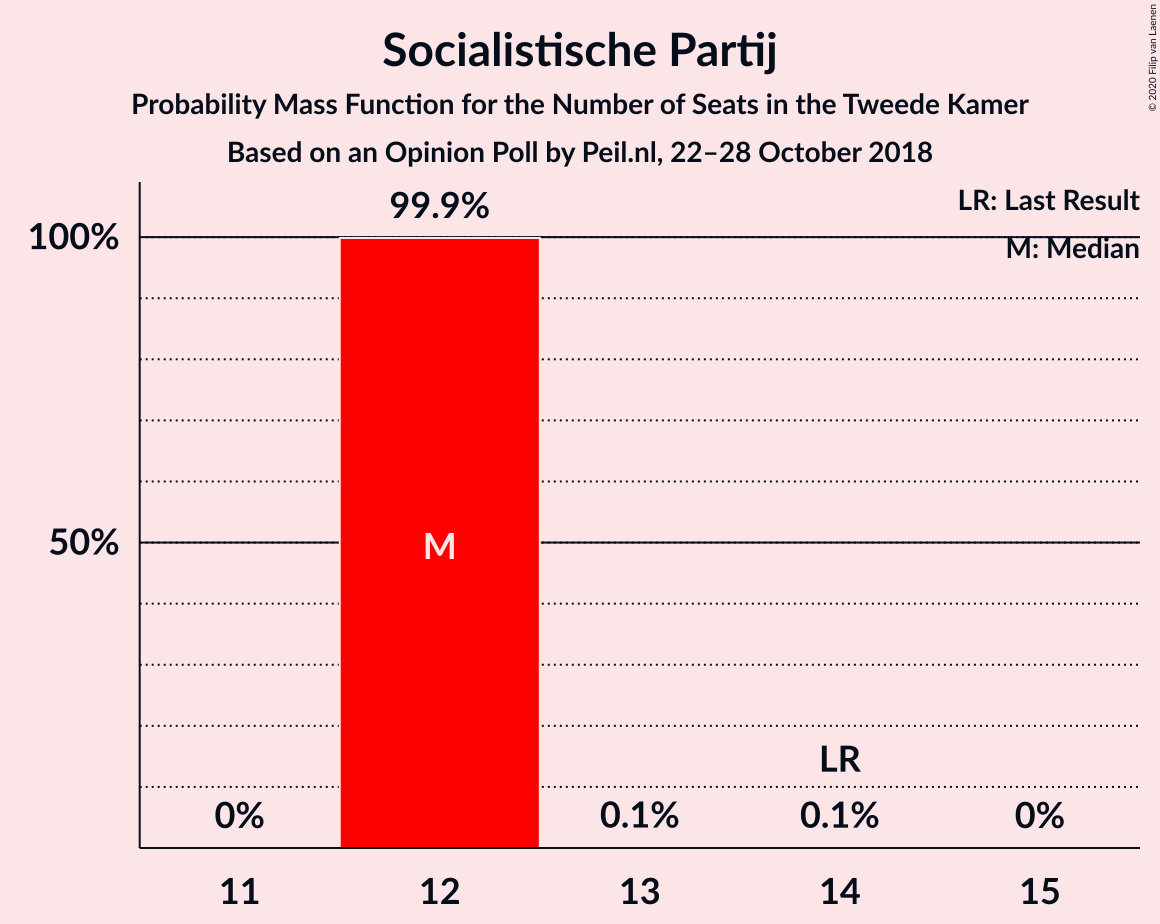 Socialistische Partij
Probability Mass Function for the Number of Seats in the Tweede Kamer
Based on an Opinion Poll by Peil.nl, 22–28 October 2018
© 2020 Filip van Laenen
LR: Last Result
M: Median
100%
50%
99.9%
M
LR
0%
0.1%
0.1%
0%
11
12
13
14
15